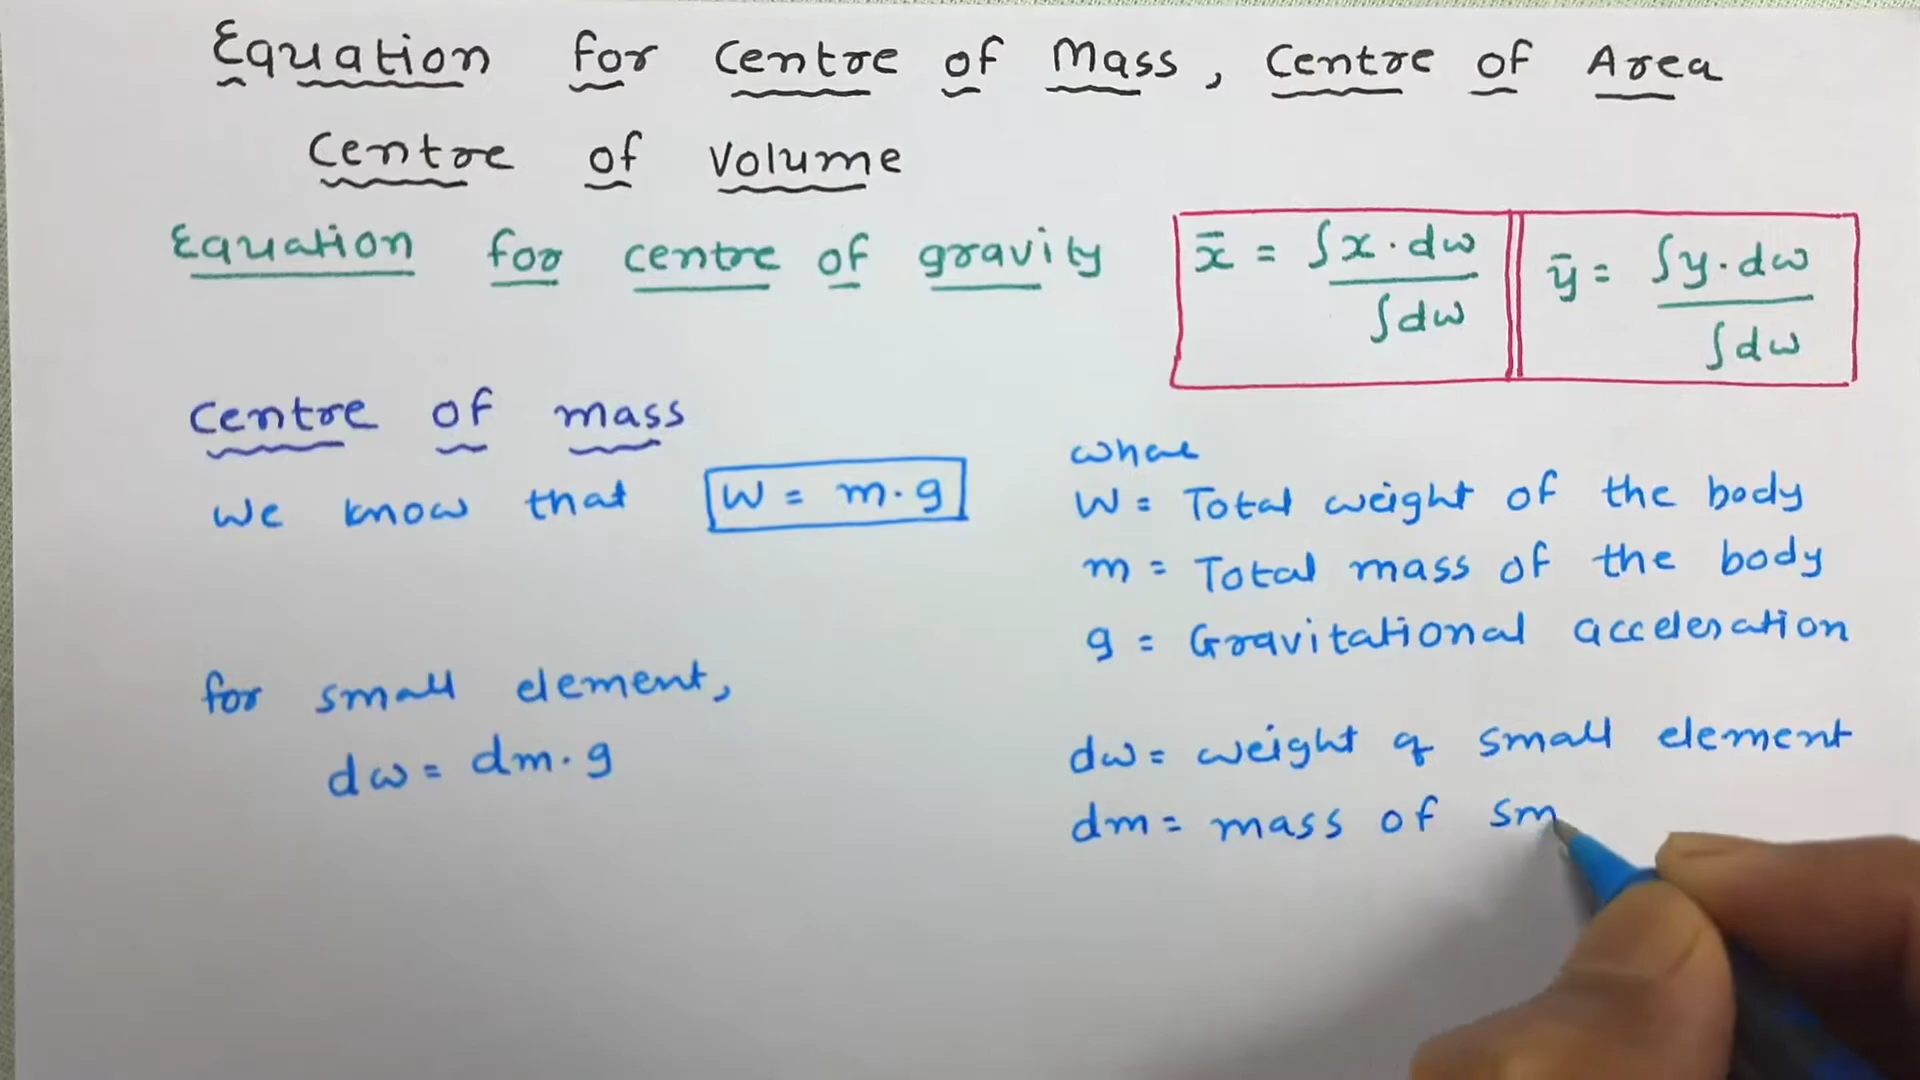 Equation for Centre of Mass, Centre of Area
Centre of Volume
Equation for centre of gravity
x̄ = ∫x·dw / ∫dw
ȳ = ∫y·dw / ∫dw
Centre of mass
We know that W = m·g
where
W = Total weight of the body
m = Total mass of the body
g = Gravitational acceleration
for small element,
dw = dm·g
dw = weight of small element
dm = mass of sm